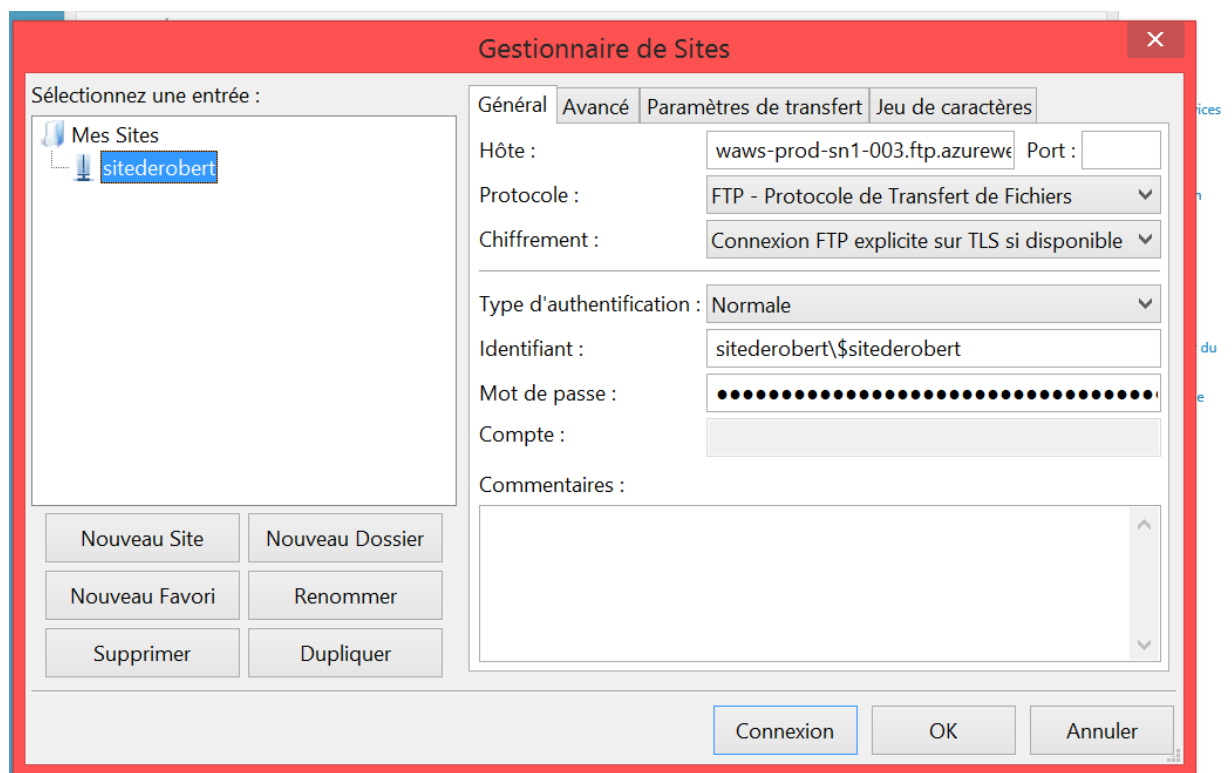 Gestionnaire de Sites
Sélectionnez une entrée :
Mes Sites
sitederobert
Nouveau Site
Nouveau Dossier
Nouveau Favori
Renommer
Supprimer
Dupliquer
Général
Avancé
Paramètres de transfert
Jeu de caractères
Hôte :
waws-prod-sn1-003.ftp.azurewe
Port :
Protocole :
FTP - Protocole de Transfert de Fichiers
Chiffrement :
Connexion FTP explicite sur TLS si disponible
Type d'authentification :
Normale
Identifiant :
sitederobert\$sitederobert
Mot de passe :
Compte :
Commentaires :
Connexion
OK
Annuler
ices
du